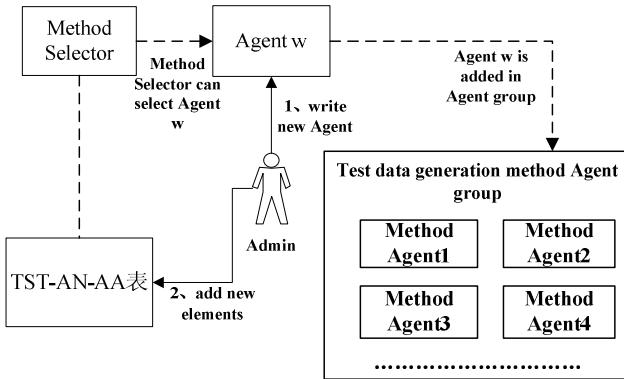 Method
Selector
Agent w
Method
Selector can
select Agent
w
1、write
new Agent
Agent w is
added in
Agent group
Admin
TST-AN-AA表
2、add new
elements
Test data generation method Agent
group
Method
Agent1
Method
Agent2
Method
Agent3
Method
Agent4
……………………………